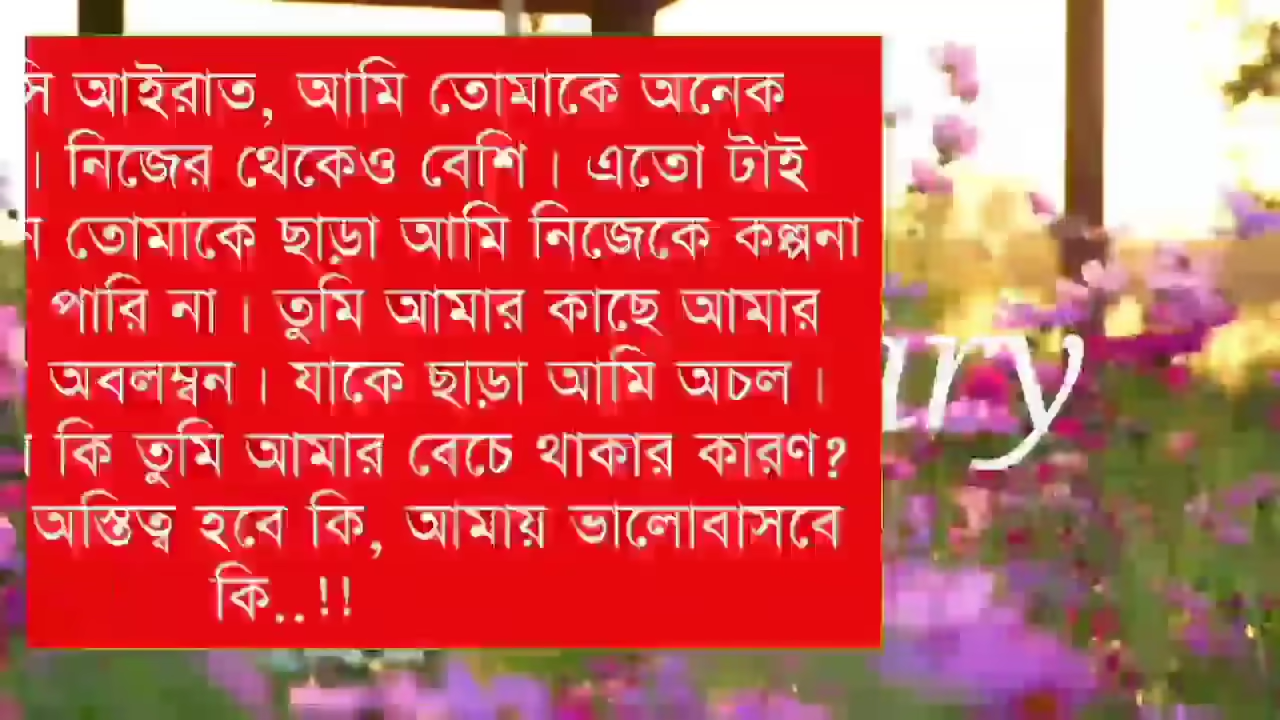 আইরাত, আমি তোমাকে অনেক
। নিজের থেকেও বেশি । এতো টাই
তোমাকে ছাড়া আমি নিজেকে কল্পনা
পারি না । তুমি আমার কাছে আমার
অবলম্বন । যাকে ছাড়া আমি অচল ।
কি তুমি আমার বেচে থাকার কারণ?
অস্তিত্ব হবে কি, আমায় ভালোবাসবে
কি..!!